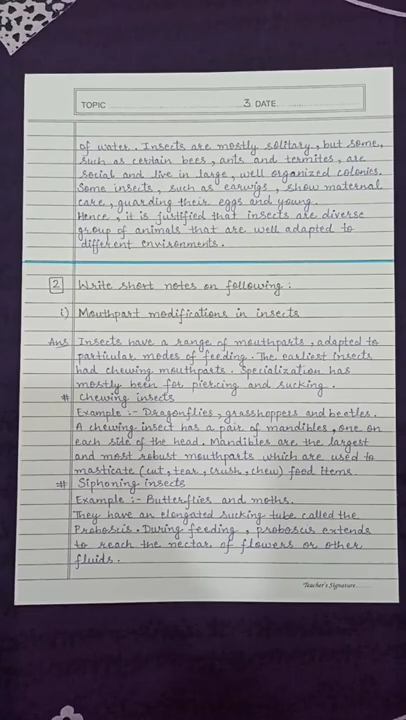 TOPIC 3 DATE
of water. Insects are mostly solitary, but some,
such as certain bees, ants and termites, are
social and live in large, well organized colonies.
Some insects, such as earwigs, show maternal
care, guarding their eggs and young.
Hence, it is justified that insects are diverse
group of animals that are well adapted to
different environments.
2 Write short notes on following:
i) Mouthpart modifications in insects
Ans Insects have a range of mouthparts, adapted to
particular modes of feeding. The earliest insects
had chewing mouthparts. Specialization has
mostly been for piercing and sucking.
# Chewing insects
Example :- Dragonflies, grasshoppers and beetles.
A chewing insect has a pair of mandibles, one on
each side of the head. Mandibles are the largest
and most robust mouthparts which are used to
masticate (cut, tear, crush, chew) food items.
# Siphoning insects
Example :- Butterflies and moths.
They have an elongated sucking tube called the
Proboscis. During feeding, proboscis extends
to reach the nectar of flowers or other
fluids.
Teacher's Signature